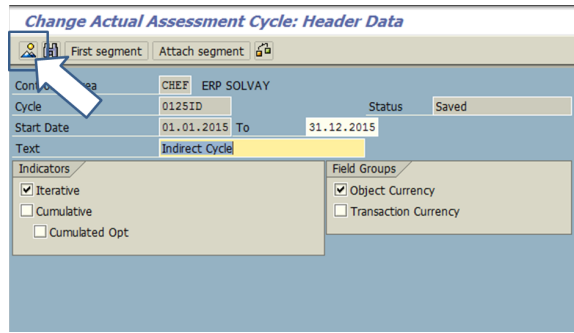 Change Actual Assessment Cycle: Header Data
First segment Attach segment
CHEF ERP SOLVAY
Cycle 0125ID Status Saved
Start Date 01.01.2015 To 31.12.2015
Text Indirect Cycle
Indicators Field Groups
Iterative Object Currency
Cumulative Transaction Currency
Cumulated Opt